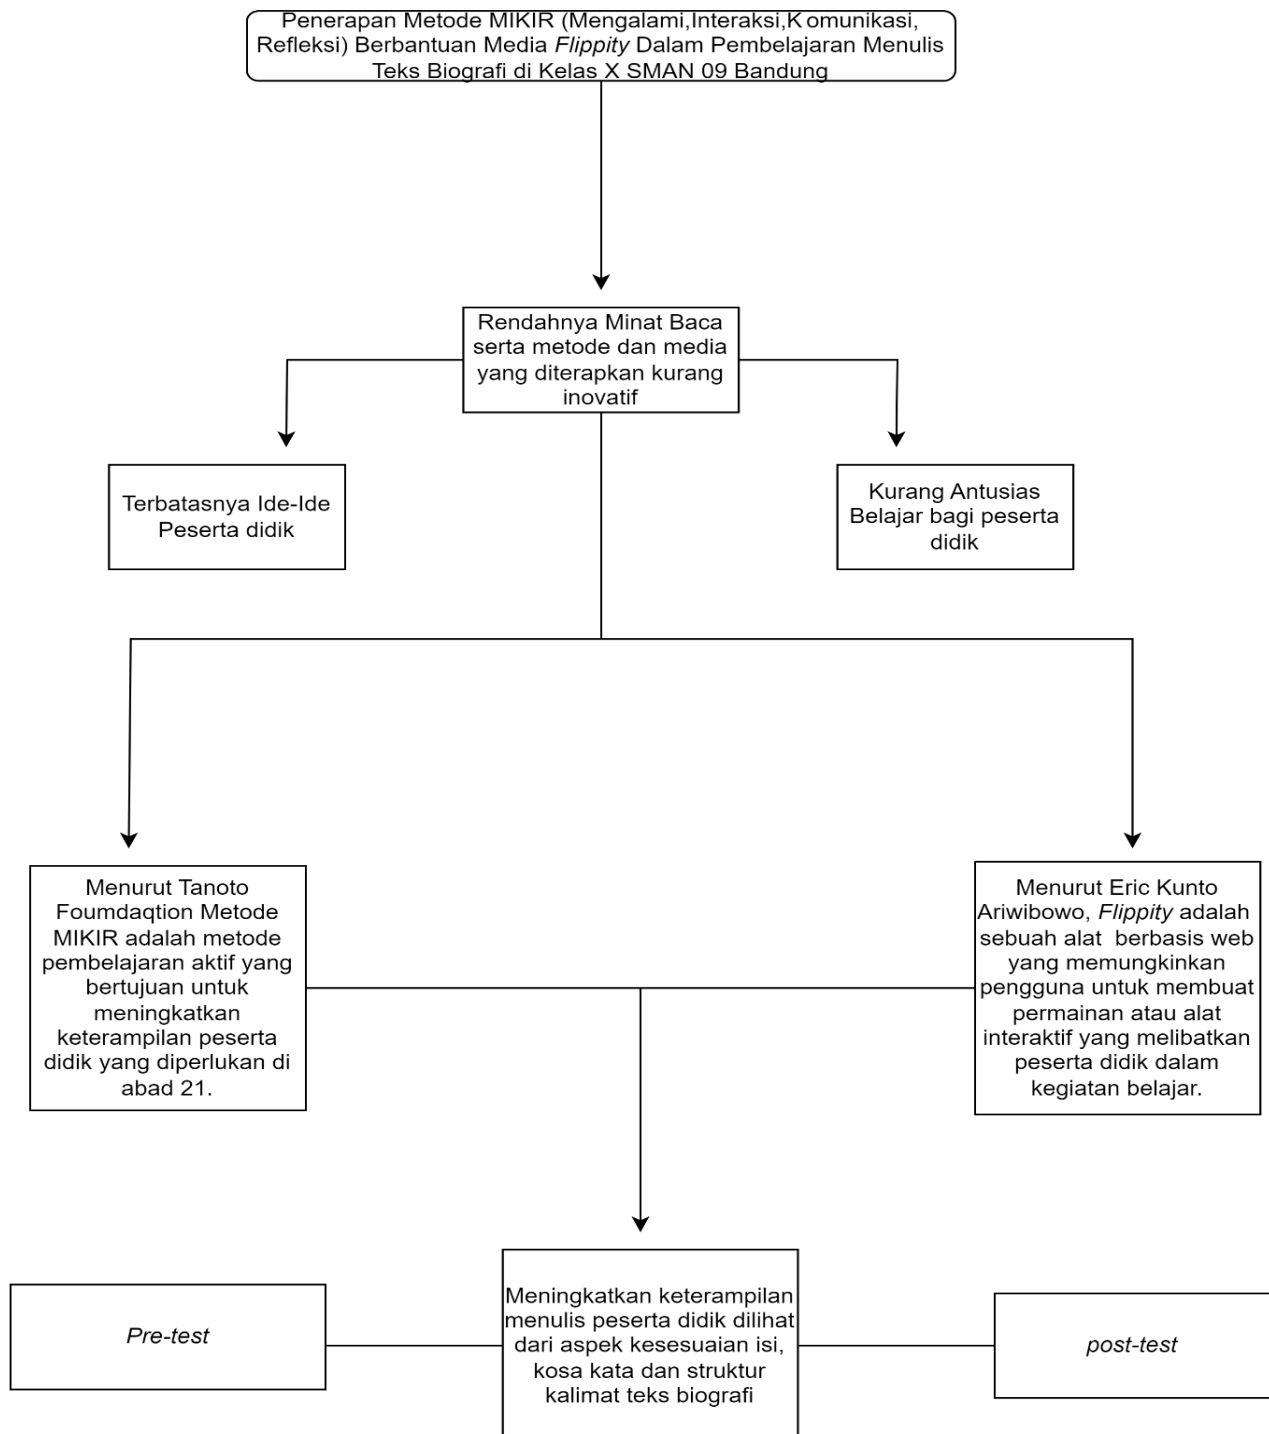 Penerapan Metode MIKIR (Mengalami,Interaksi,Komunikasi,
Refleksi) Berbantuan Media Flippity Dalam Pembelajaran Menulis
Teks Biografi di Kelas X SMAN 09 Bandung
Rendahnya Minat Baca
serta metode dan media
yang diterapkan kurang
inovatif
Terbatasnya Ide-Ide
Peserta didik
Kurang Antusias
Belajar bagi peserta
didik
Menurut Tanoto
Foumdaqtion Metode
MIKIR adalah metode
pembelajaran aktif yang
bertujuan untuk
meningkatkan
keterampilan peserta
didik yang diperlukan di
abad 21.
Menurut Eric Kunto
Ariwibowo, Flippity adalah
sebuah alat berbasis web
yang memungkinkan
pengguna untuk membuat
permainan atau alat
interaktif yang melibatkan
peserta didik dalam
kegiatan belajar.
Pre-test
Meningkatkan keterampilan
menulis peserta didik dilihat
dari aspek kesesuaian isi,
kosa kata dan struktur
kalimat teks biografi
post-test